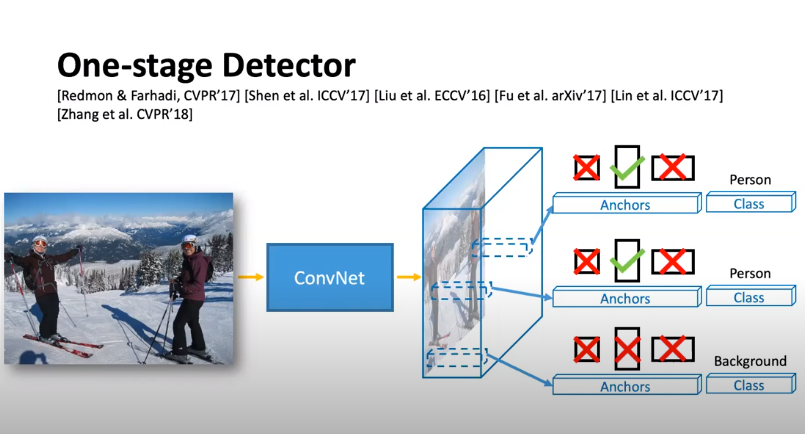 One-stage Detector
[Redmon & Farhadi, CVPR’17] [Shen et al. ICCV’17] [Liu et al. ECCV’16] [Fu et al. arXiv’17] [Lin et al. ICCV’17]
[Zhang et al. CVPR’18]
Person
Anchors
Class
ConvNet
Person
Anchors
Class
Background
Anchors
Class